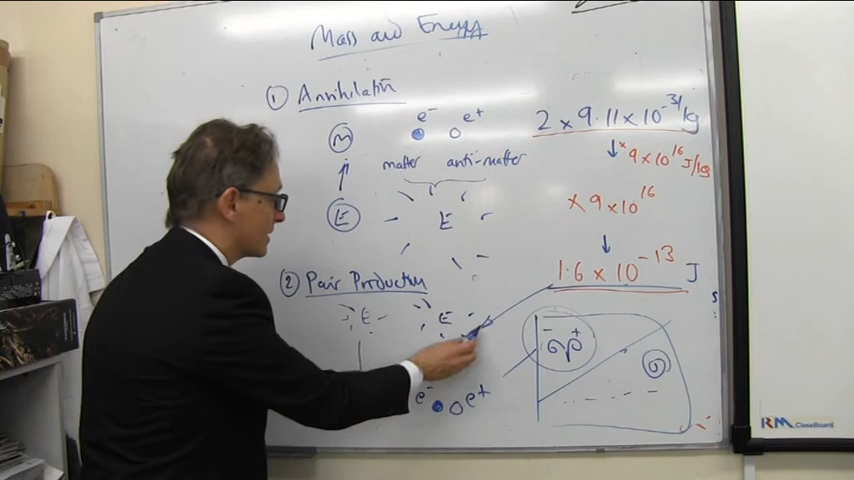 Mass and Energy
① Annihilation
e⁻ e⁺
2 × 9.11 × 10⁻³¹ kg
M
matter anti-matter
× 9 × 10¹⁶ J/kg
E
E
× 9 × 10¹⁶
1.6 × 10⁻¹³ J
② Pair Production
E E
- +
e⁻ e⁺
RM ClassBoard